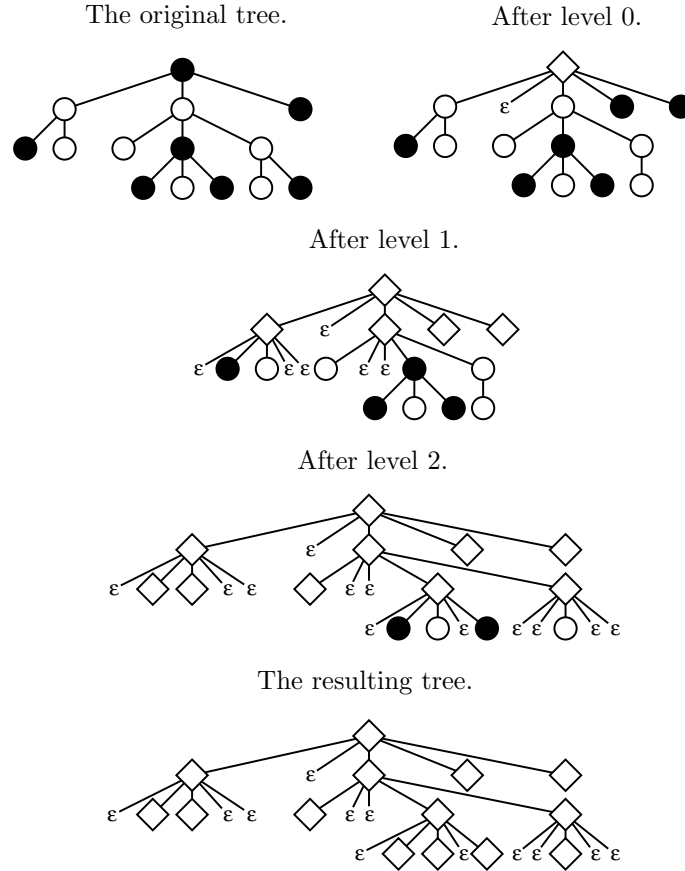 The original tree.
After level 0.
ε
After level 1.
ε
ε ε ε ε ε
After level 2.
ε
ε ε ε ε ε
ε ε ε ε ε ε
The resulting tree.
ε
ε ε ε ε ε
ε ε ε ε ε ε